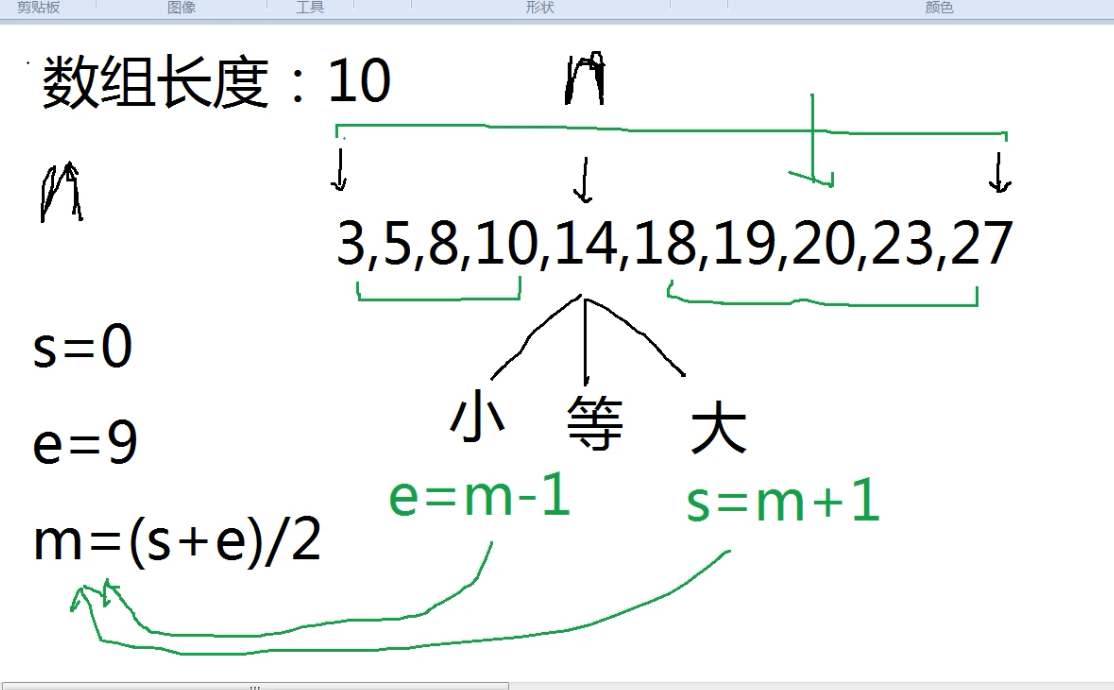 剪贴板 图像 工具 形状 颜色
数组长度：10
3,5,8,10,14,18,19,20,23,27
s=0
e=9
m=(s+e)/2
小 等 大
e=m-1 s=m+1